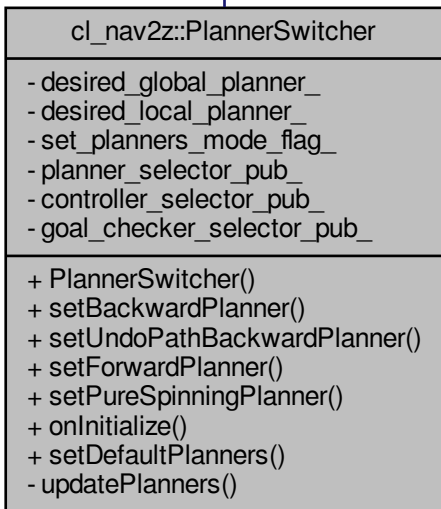 cl_nav2z::PlannerSwitcher
- desired_global_planner_
- desired_local_planner_
- set_planners_mode_flag_
- planner_selector_pub_
- controller_selector_pub_
- goal_checker_selector_pub_
+ PlannerSwitcher()
+ setBackwardPlanner()
+ setUndoPathBackwardPlanner()
+ setForwardPlanner()
+ setPureSpinningPlanner()
+ onInitialize()
+ setDefaultPlanners()
- updatePlanners()